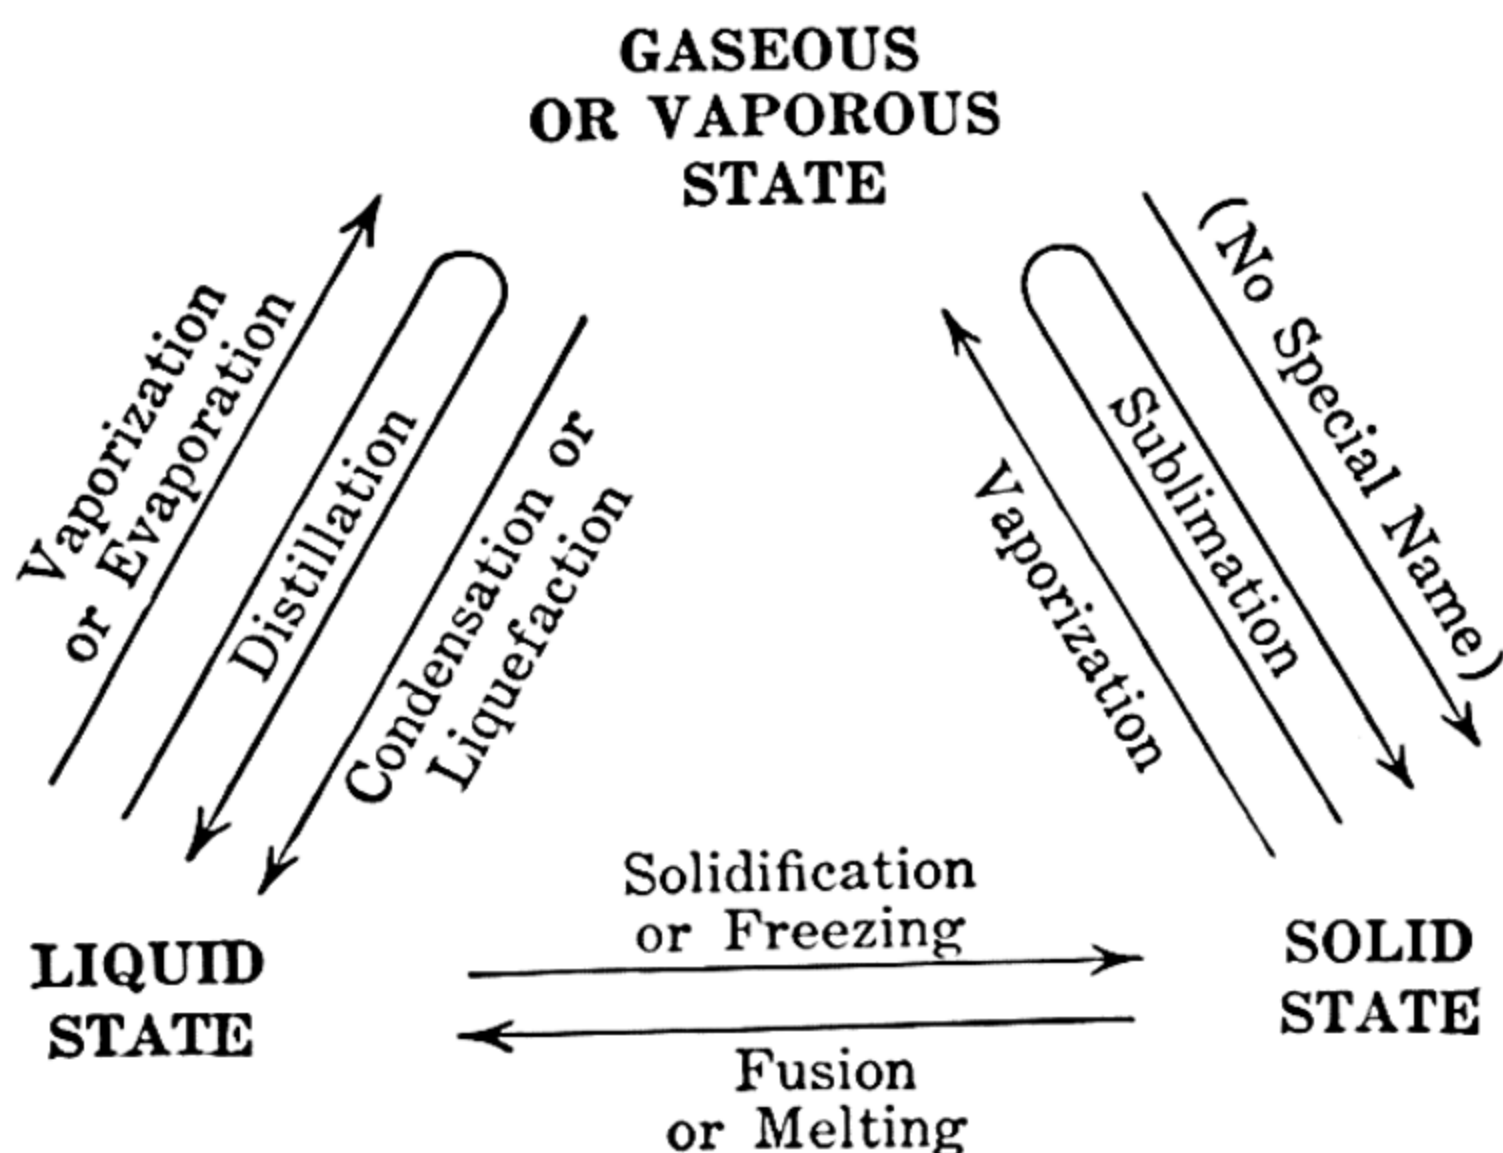 GASEOUS
OR VAPOROUS
STATE
Vaporization
or Evaporation
Distillation
Condensation or
Liquefaction
Vaporization
Sublimation
(No Special Name)
Solidification
or Freezing
LIQUID
STATE
SOLID
STATE
Fusion
or Melting